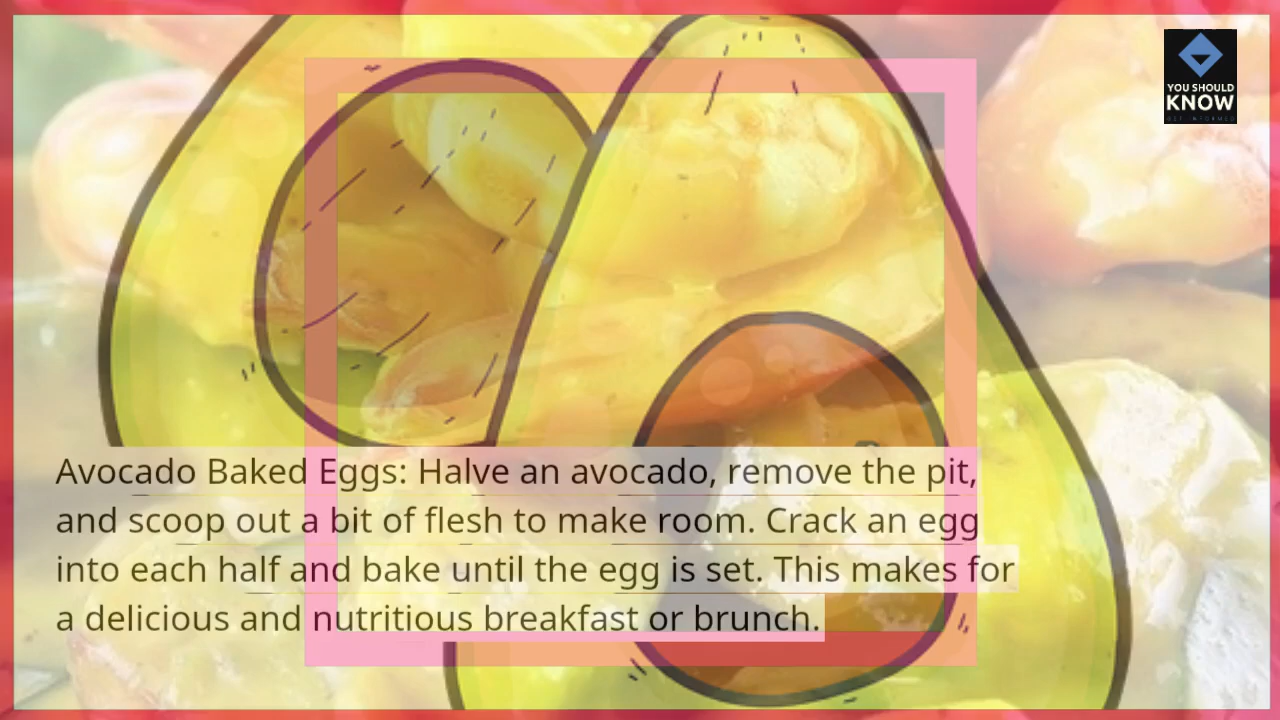 YOU SHOULD
KNOW
GET INFORMED
Avocado Baked Eggs: Halve an avocado, remove the pit,
and scoop out a bit of flesh to make room. Crack an egg
into each half and bake until the egg is set. This makes for
a delicious and nutritious breakfast or brunch.